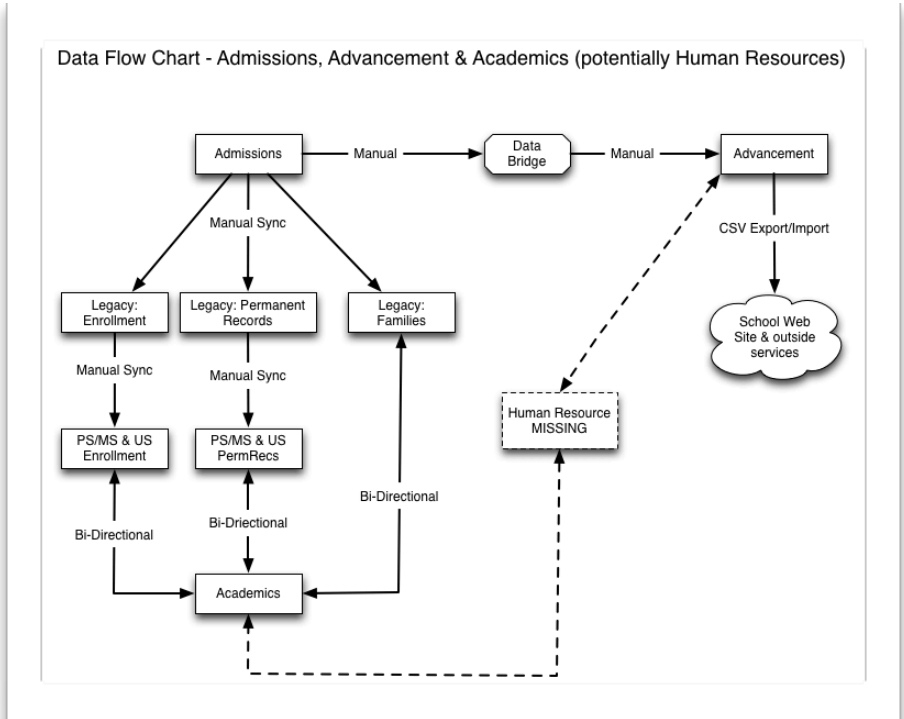 Data Flow Chart - Admissions, Advancement & Academics (potentially Human Resources)
Admissions
Manual
Data
Bridge
Manual
Advancement
Manual Sync
CSV Export/Import
Legacy:
Enrollment
Legacy: Permanent
Records
Legacy:
Families
School Web
Site & outside
services
Manual Sync
Manual Sync
Human Resource
MISSING
PS/MS & US
Enrollment
PS/MS & US
PermRecs
Bi-Directional
Bi-Driectional
Bi-Directional
Academics